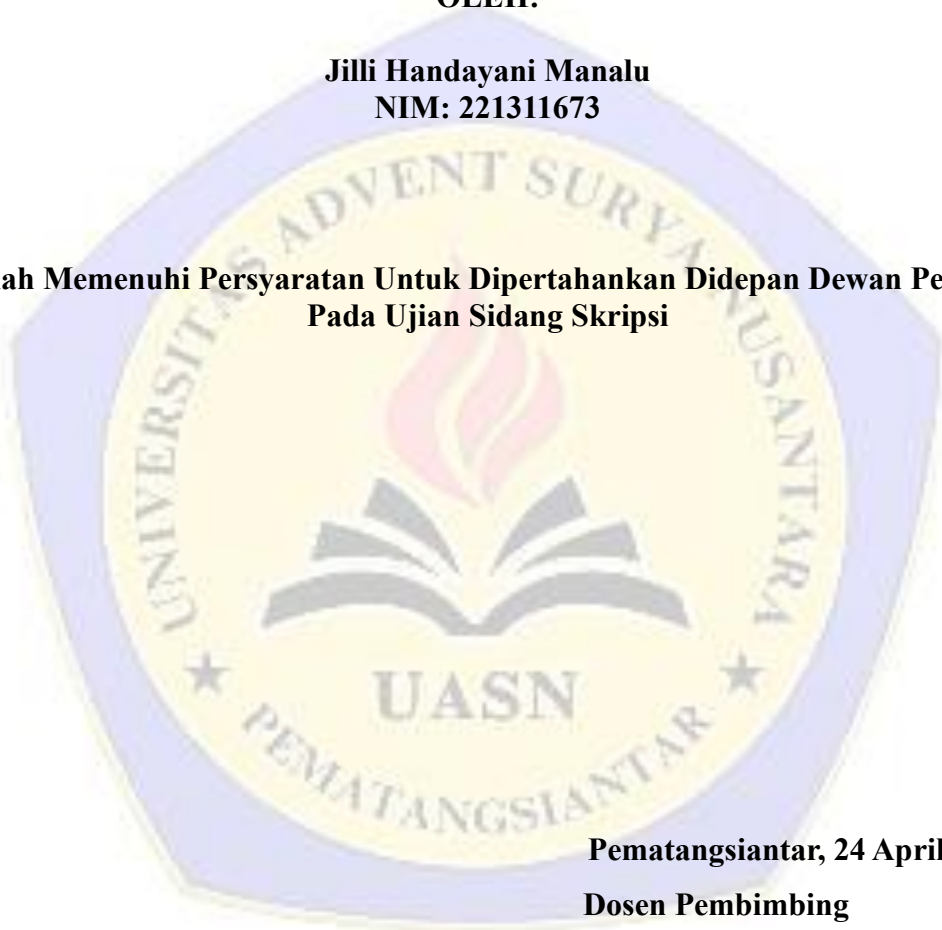 OLEH:
Jilli Handayani Manalu
NIM: 221311673
UNIVERSITAS ADVENT SURYA NUSANTARA
ah Memenuhi Persyaratan Untuk Dipertahankan Didepan Dewan Pe
Pada Ujian Sidang Skripsi
UASN
PEMATANGSIANTAR
Pematangsiantar, 24 April
Dosen Pembimbing